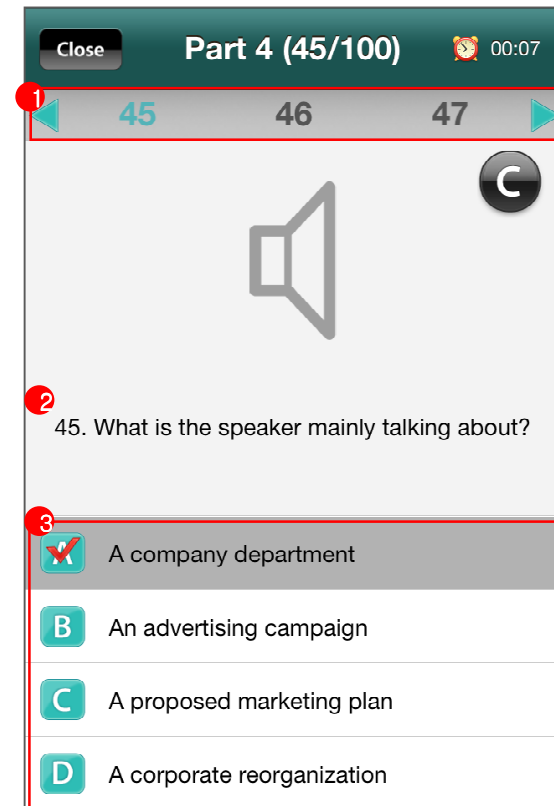 Close Part 4 (45/100) 00:07
1
45 46 47
C
2
45. What is the speaker mainly talking about?
3
A A company department
B An advertising campaign
C A proposed marketing plan
D A corporate reorganization